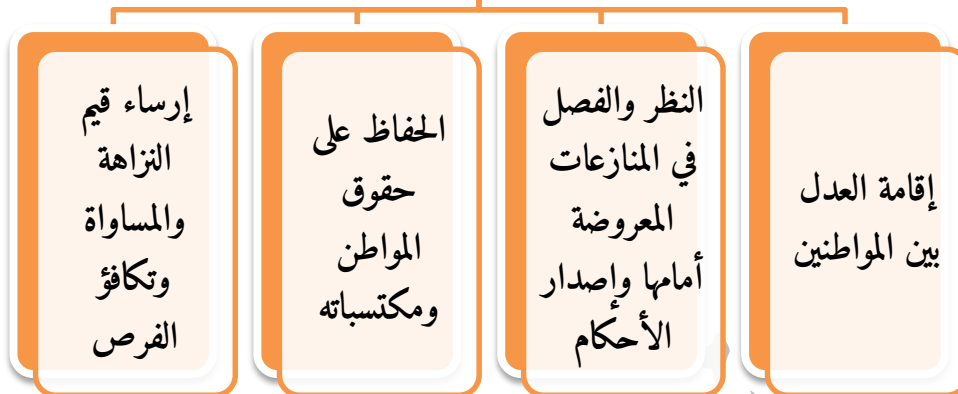 إقامة العدل
بين المواطنين
النظر والفصل
في المنازعات
المعروضة
أمامها وإصدار
الأحكام
الحفاظ على
حقوق
المواطن
ومكتسباته
إرساء قيم
النزاهة
والمساواة
وتكافؤ
الفرص